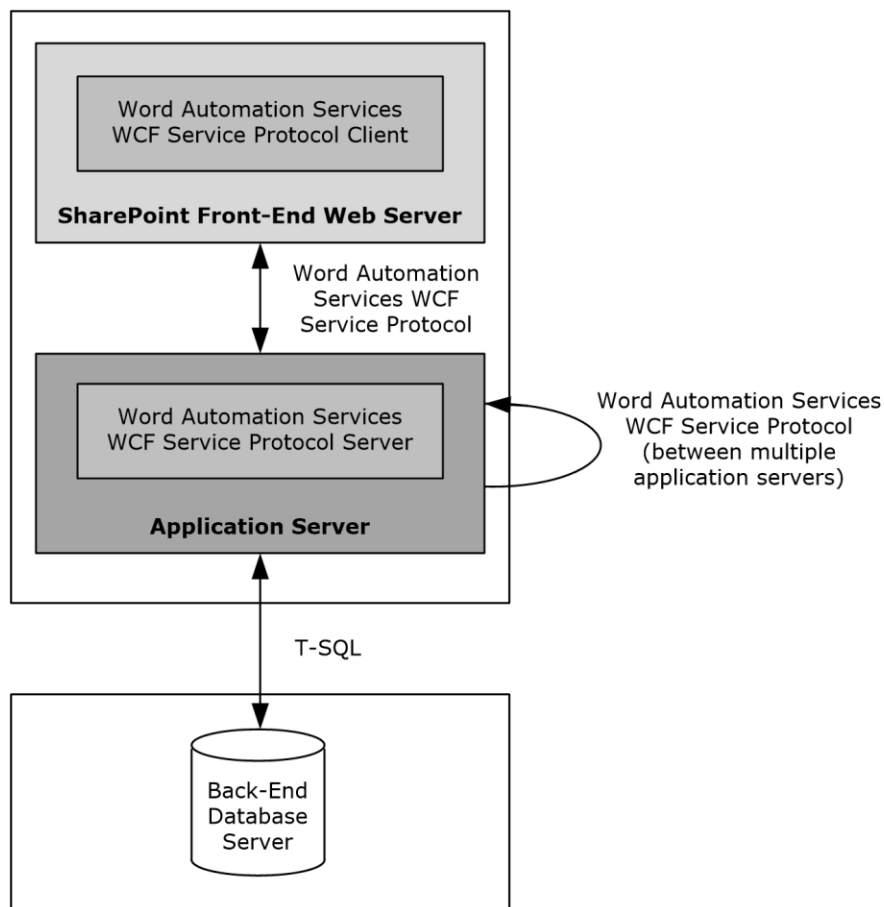 Word Automation Services
WCF Service Protocol Client
SharePoint Front-End Web Server
Word Automation
Services WCF
Service Protocol
Word Automation Services
WCF Service Protocol Server
Application Server
Word Automation Services
WCF Service Protocol
(between multiple
application servers)
T-SQL
Back-End
Database
Server